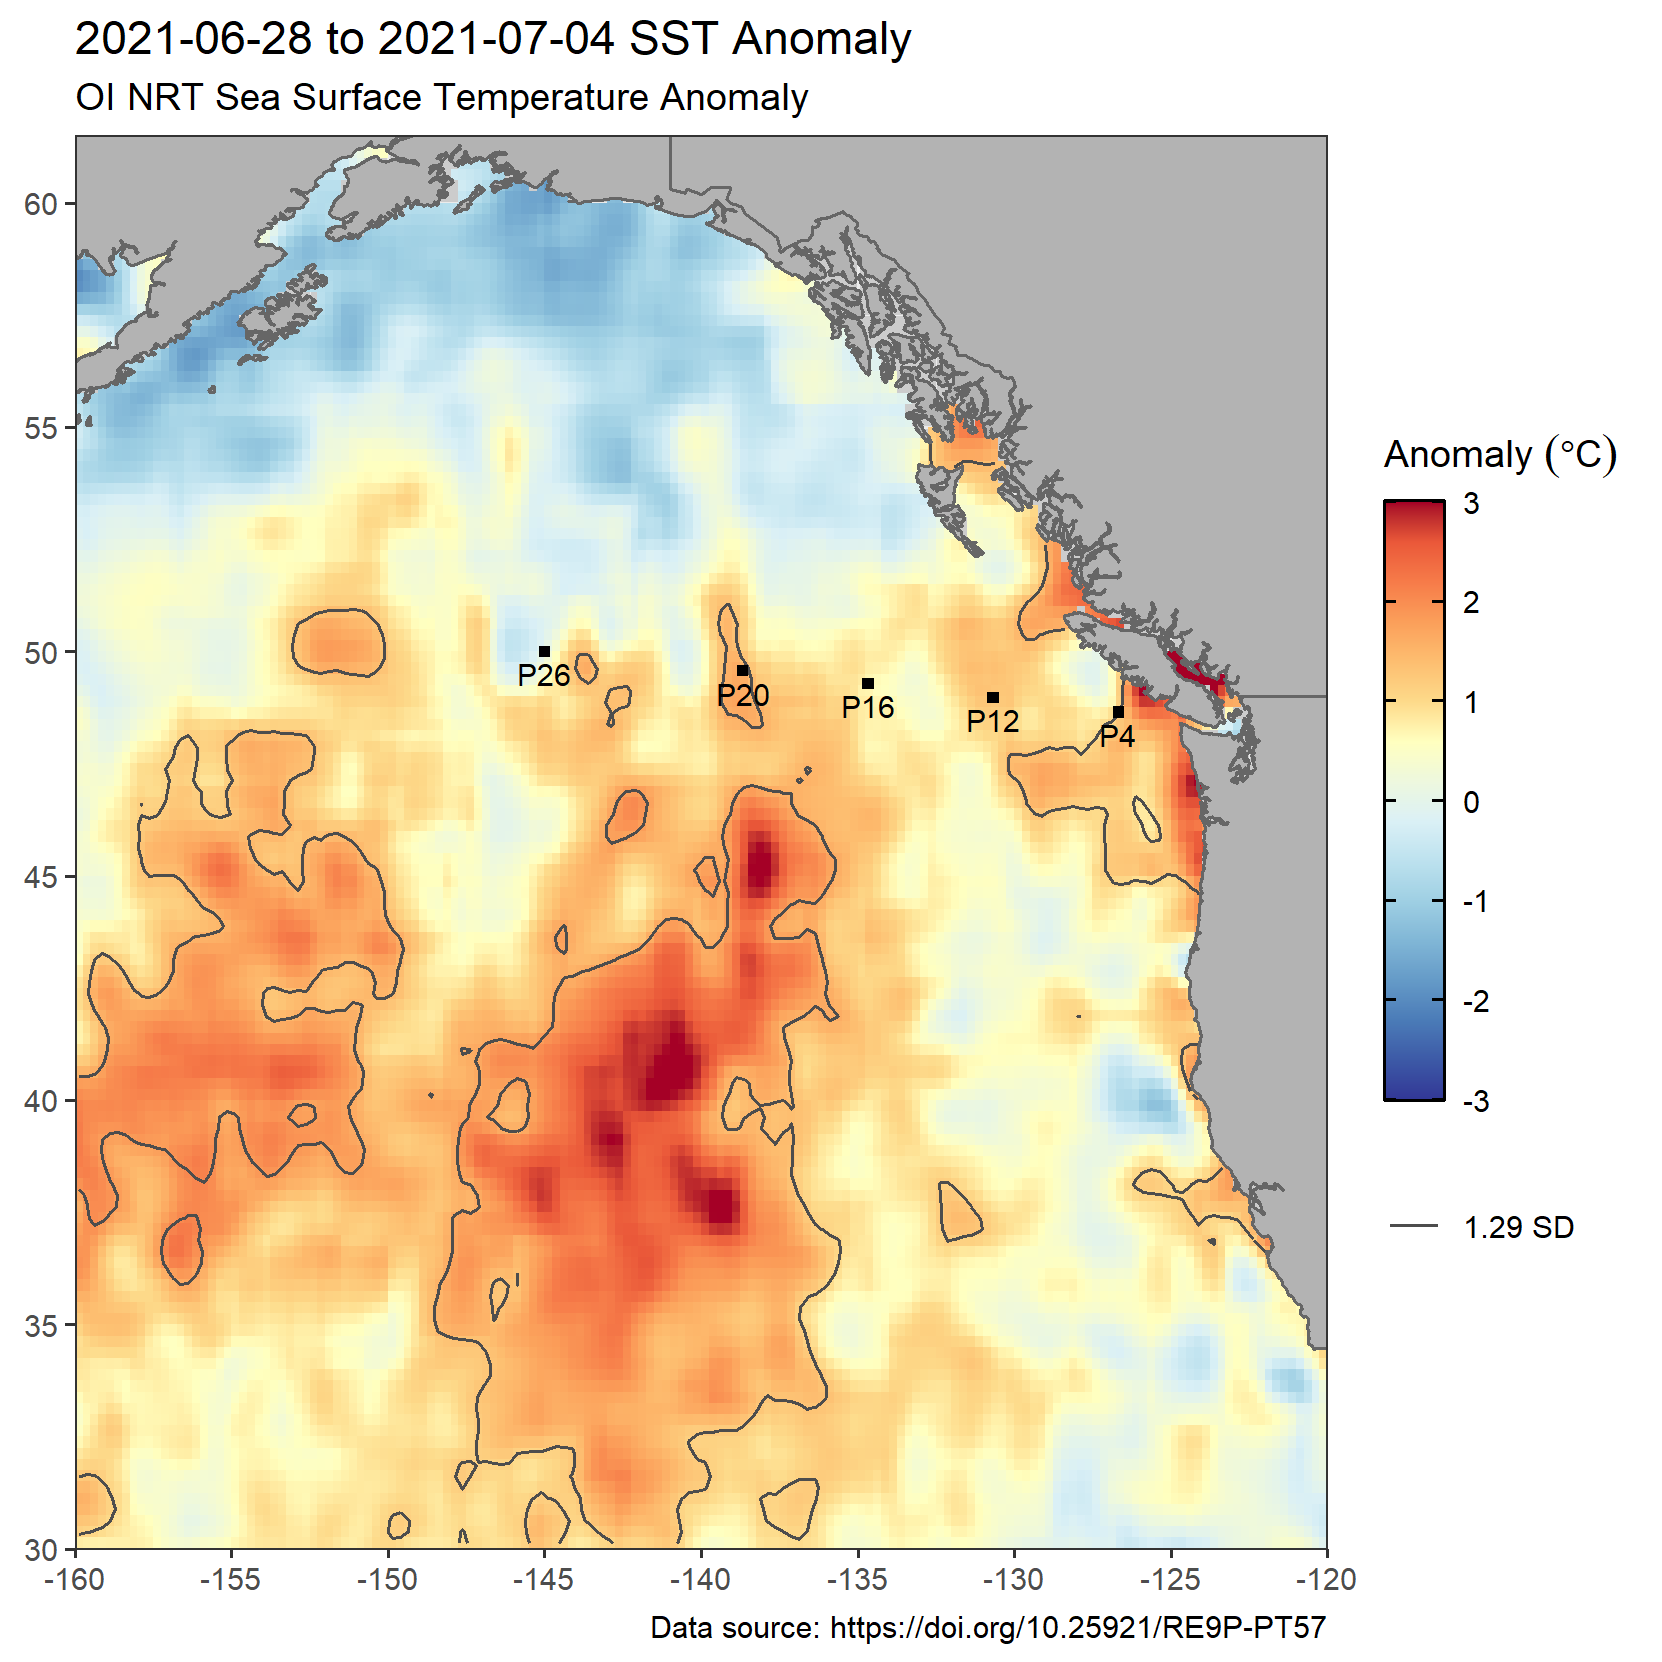 2021-06-28 to 2021-07-04 SST Anomaly
OI NRT Sea Surface Temperature Anomaly
60
55
50
45
40
35
30
-160
-155
-150
-145
-140
-135
-130
-125
-120
P26
P20
P16
P12
P4
Anomaly (°C)
3
2
1
0
-1
-2
-3
1.29 SD
Data source: https://doi.org/10.25921/RE9P-PT57